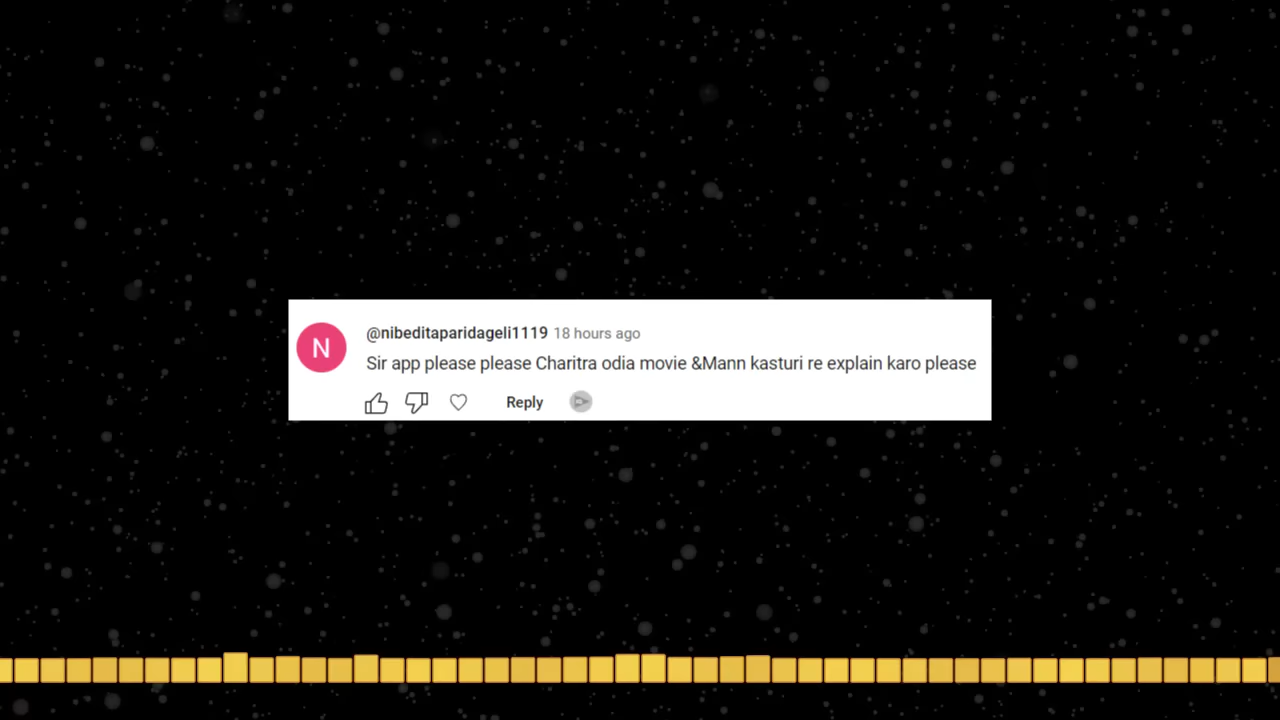 N
@nibeditaparidageli1119 18 hours ago
Sir app please please Charitra odia movie &Mann kasturi re explain karo please
Reply